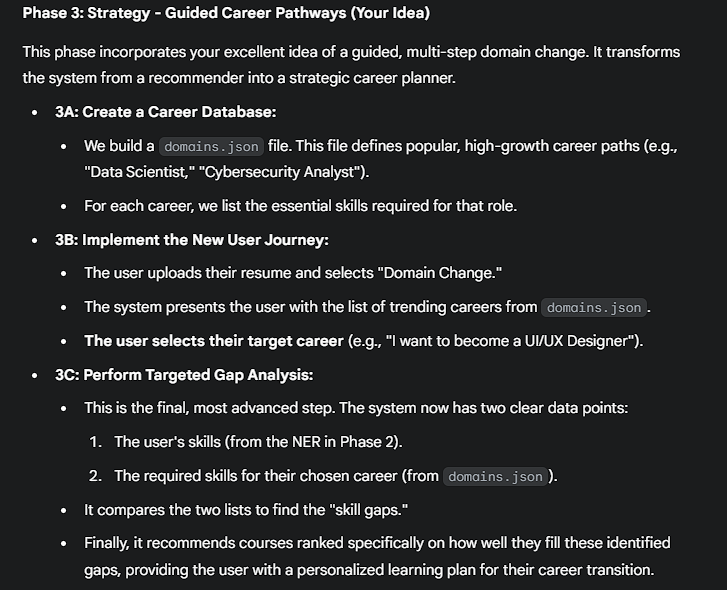 Phase 3: Strategy - Guided Career Pathways (Your Idea)
This phase incorporates your excellent idea of a guided, multi-step domain change. It transforms
the system from a recommender into a strategic career planner.
• 3A: Create a Career Database:
• We build a domains.json file. This file defines popular, high-growth career paths (e.g.,
"Data Scientist," "Cybersecurity Analyst").
• For each career, we list the essential skills required for that role.
• 3B: Implement the New User Journey:
• The user uploads their resume and selects "Domain Change."
• The system presents the user with the list of trending careers from domains.json.
• The user selects their target career (e.g., "I want to become a UI/UX Designer").
• 3C: Perform Targeted Gap Analysis:
• This is the final, most advanced step. The system now has two clear data points:
1. The user's skills (from the NER in Phase 2).
2. The required skills for their chosen career (from domains.json).
• It compares the two lists to find the "skill gaps."
• Finally, it recommends courses ranked specifically on how well they fill these identified
gaps, providing the user with a personalized learning plan for their career transition.